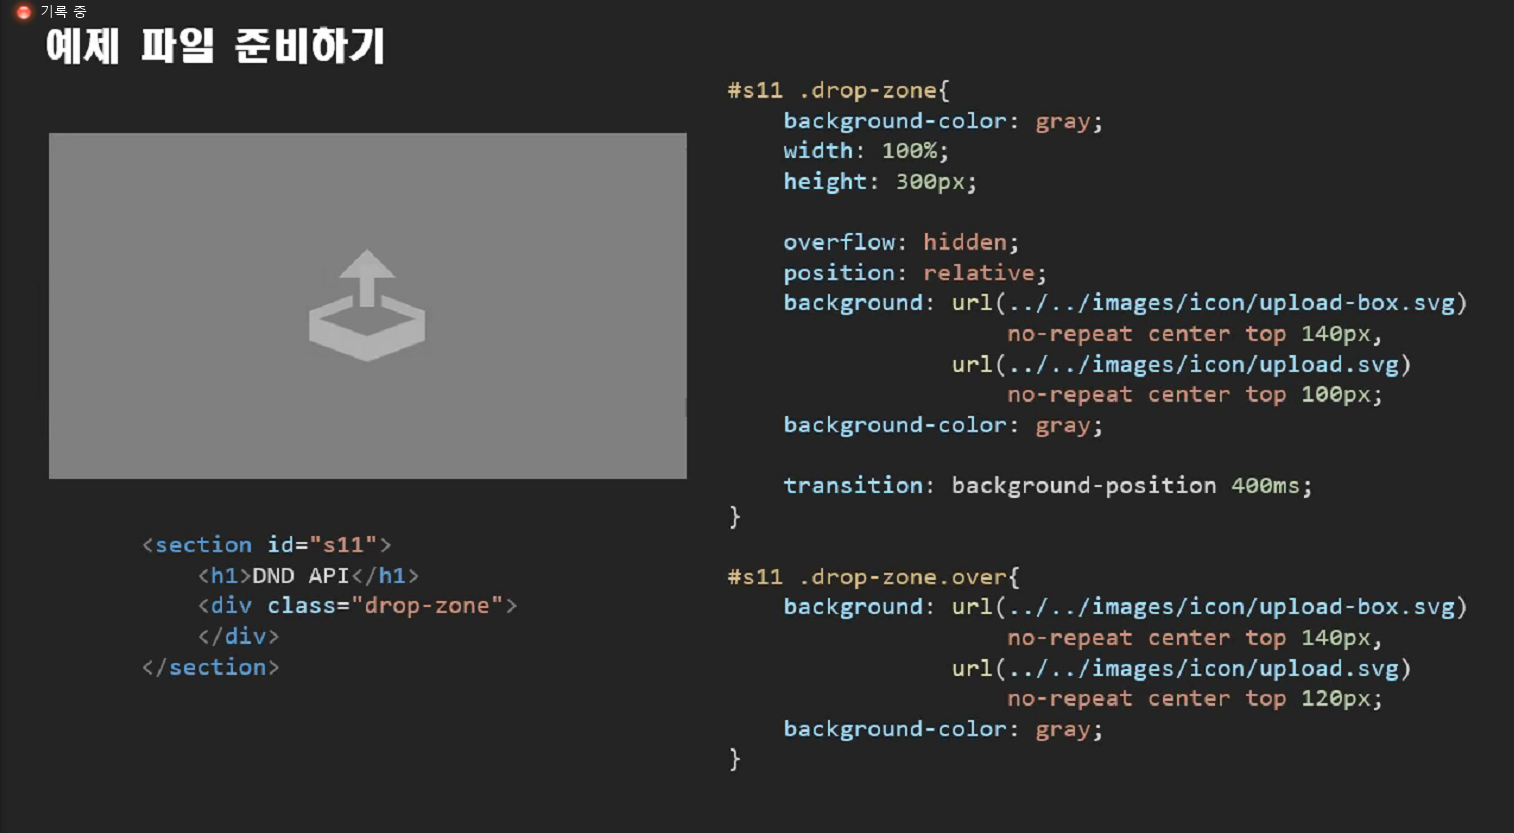 기록 중
예제 파일 준비하기
<section id="s11">
    <h1>DND API</h1>
    <div class="drop-zone">
    </div>
</section>
#s11 .drop-zone{
    background-color: gray;
    width: 100%;
    height: 300px;

    overflow: hidden;
    position: relative;
    background: url(../../images/icon/upload-box.svg)
                    no-repeat center top 140px,
                url(../../images/icon/upload.svg)
                    no-repeat center top 100px;
    background-color: gray;

    transition: background-position 400ms;
}

#s11 .drop-zone.over{
    background: url(../../images/icon/upload-box.svg)
                    no-repeat center top 140px,
                url(../../images/icon/upload.svg)
                    no-repeat center top 120px;
    background-color: gray;
}